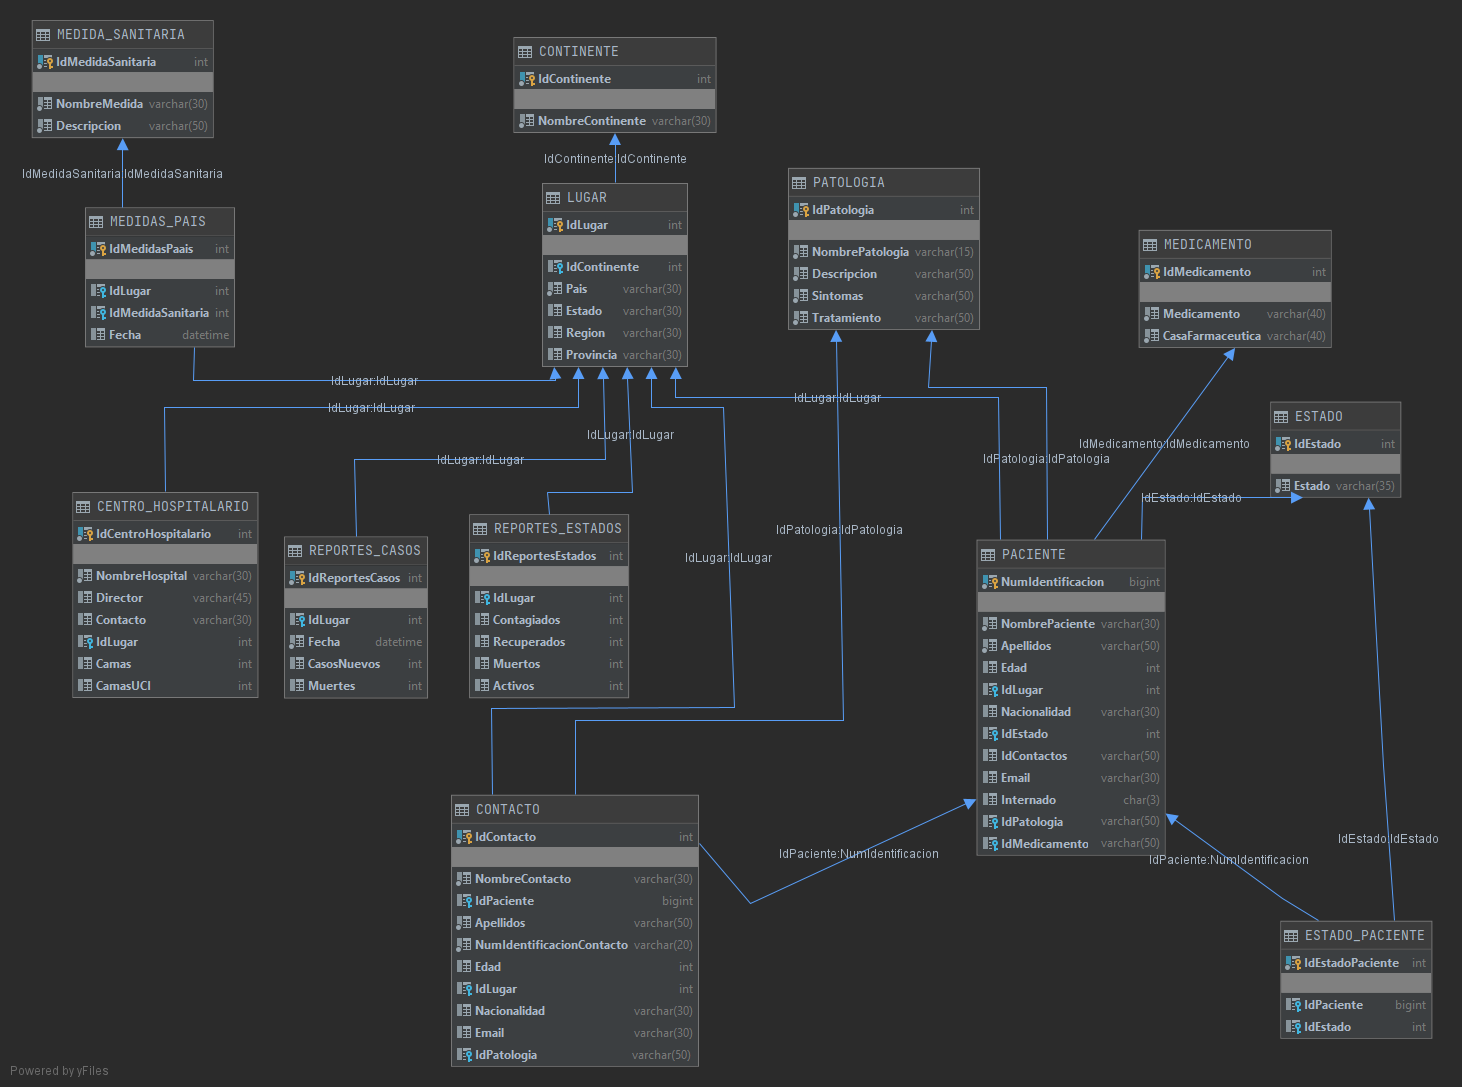 MEDIDA_SANITARIA
IdMedidaSanitaria int
NombreMedida varchar(30)
Descripcion varchar(50)
IdMedidaSanitaria:IdMedidaSanitaria
MEDIDAS_PAIS
IdMedidasPaais int
IdLugar int
IdMedidaSanitaria int
Fecha datetime
CONTINENTE
IdContinente int
NombreContinente varchar(30)
IdContinente:IdContinente
LUGAR
IdLugar int
IdContinente int
Pais varchar(30)
Estado varchar(30)
Region varchar(30)
Provincia varchar(30)
PATOLOGIA
IdPatologia int
NombrePatologia varchar(15)
Descripcion varchar(50)
Sintomas varchar(50)
Tratamiento varchar(50)
MEDICAMENTO
IdMedicamento int
Medicamento varchar(40)
CasaFarmaceutica varchar(40)
IdLugar:IdLugar
IdLugar:IdLugar
IdLugar:IdLugar
IdLugar:IdLugar
IdLugar:IdLugar
IdLugar:IdLugar
IdMedicamento:IdMedicamento
IdPatologia:IdPatologia
IdEstado:IdEstado
IdPatologia:IdPatologia
ESTADO
IdEstado int
Estado varchar(35)
CENTRO_HOSPITALARIO
IdCentroHospitalario int
NombreHospital varchar(30)
Director varchar(45)
Contacto varchar(30)
IdLugar int
Camas int
CamasUCI int
REPORTES_CASOS
IdReportesCasos int
IdLugar int
Fecha datetime
CasosNuevos int
Muertes int
REPORTES_ESTADOS
IdReportesEstados int
IdLugar int
Contagiados int
Recuperados int
Muertos int
Activos int
PACIENTE
NumIdentificacion bigint
NombrePaciente varchar(30)
Apellidos varchar(50)
Edad int
IdLugar int
Nacionalidad varchar(30)
IdEstado int
IdContactos varchar(50)
Email varchar(30)
Internado char(3)
IdPatologia varchar(50)
IdMedicamento varchar(50)
CONTACTO
IdContacto int
NombreContacto varchar(30)
IdPaciente bigint
Apellidos varchar(50)
NumIdentificacionContacto varchar(20)
Edad int
IdLugar int
Nacionalidad varchar(30)
Email varchar(30)
IdPatologia varchar(50)
IdPaciente:NumIdentificacion
IdPaciente:NumIdentificacion
IdEstado:IdEstado
ESTADO_PACIENTE
IdEstadoPaciente int
IdPaciente bigint
IdEstado int
Powered by yFiles